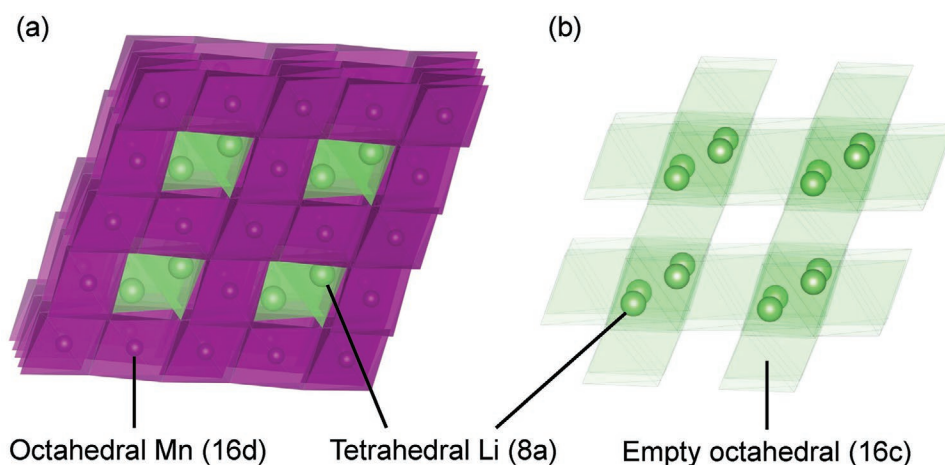 (a)
(b)
Octahedral Mn (16d)
Tetrahedral Li (8a)
Empty octahedral (16c)